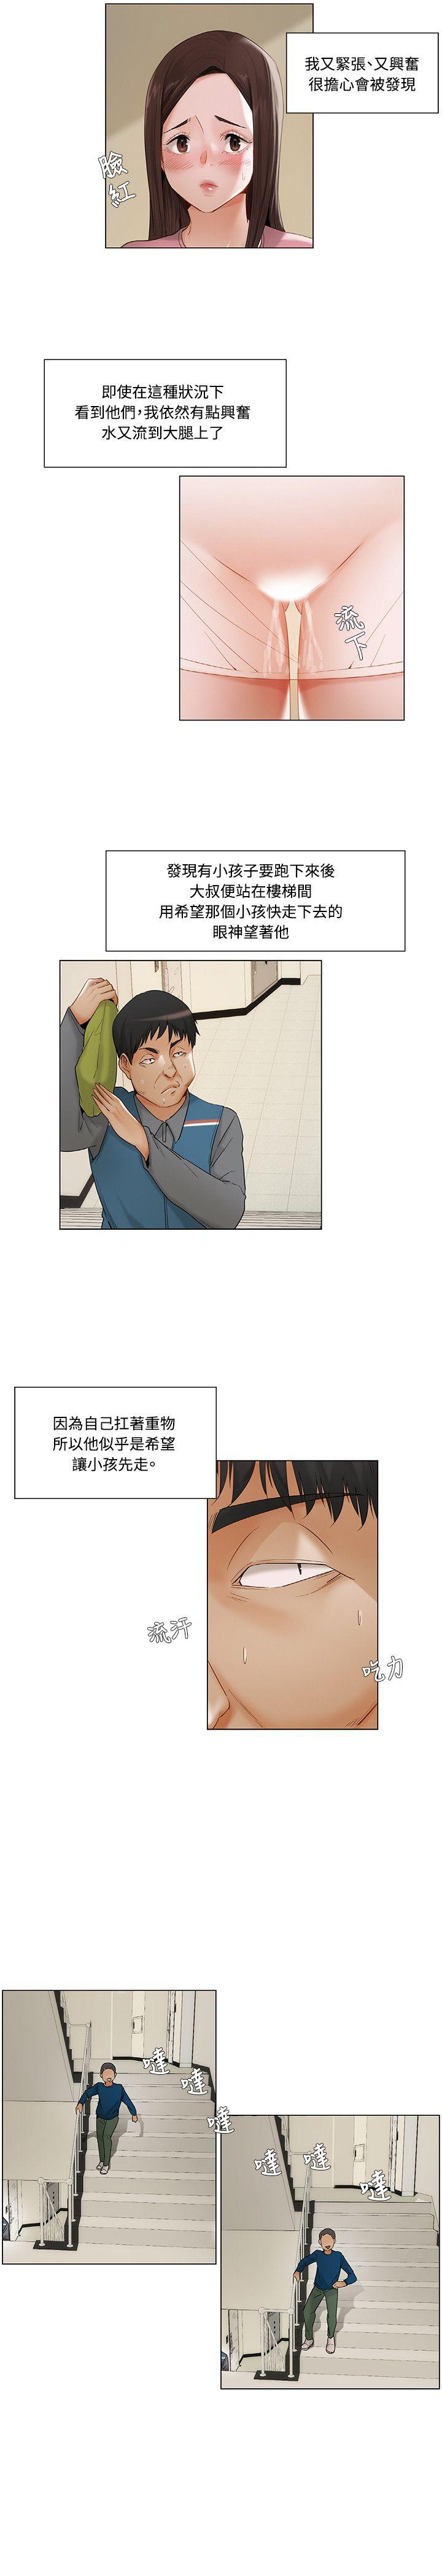 我又緊張、又興奮
很擔心會被發現
臉紅
即使在這種狀況下
看到他們，我依然有點興奮
水又流到大腿上了
流下
發現有小孩子要跑下來後
大叔便站在樓梯間
用希望那個小孩快走下去的
眼神望著他
因為自己扛著重物
所以他似乎是希望
讓小孩先走。
流汗
吃力
噠
噠
噠
噠
噠
噠